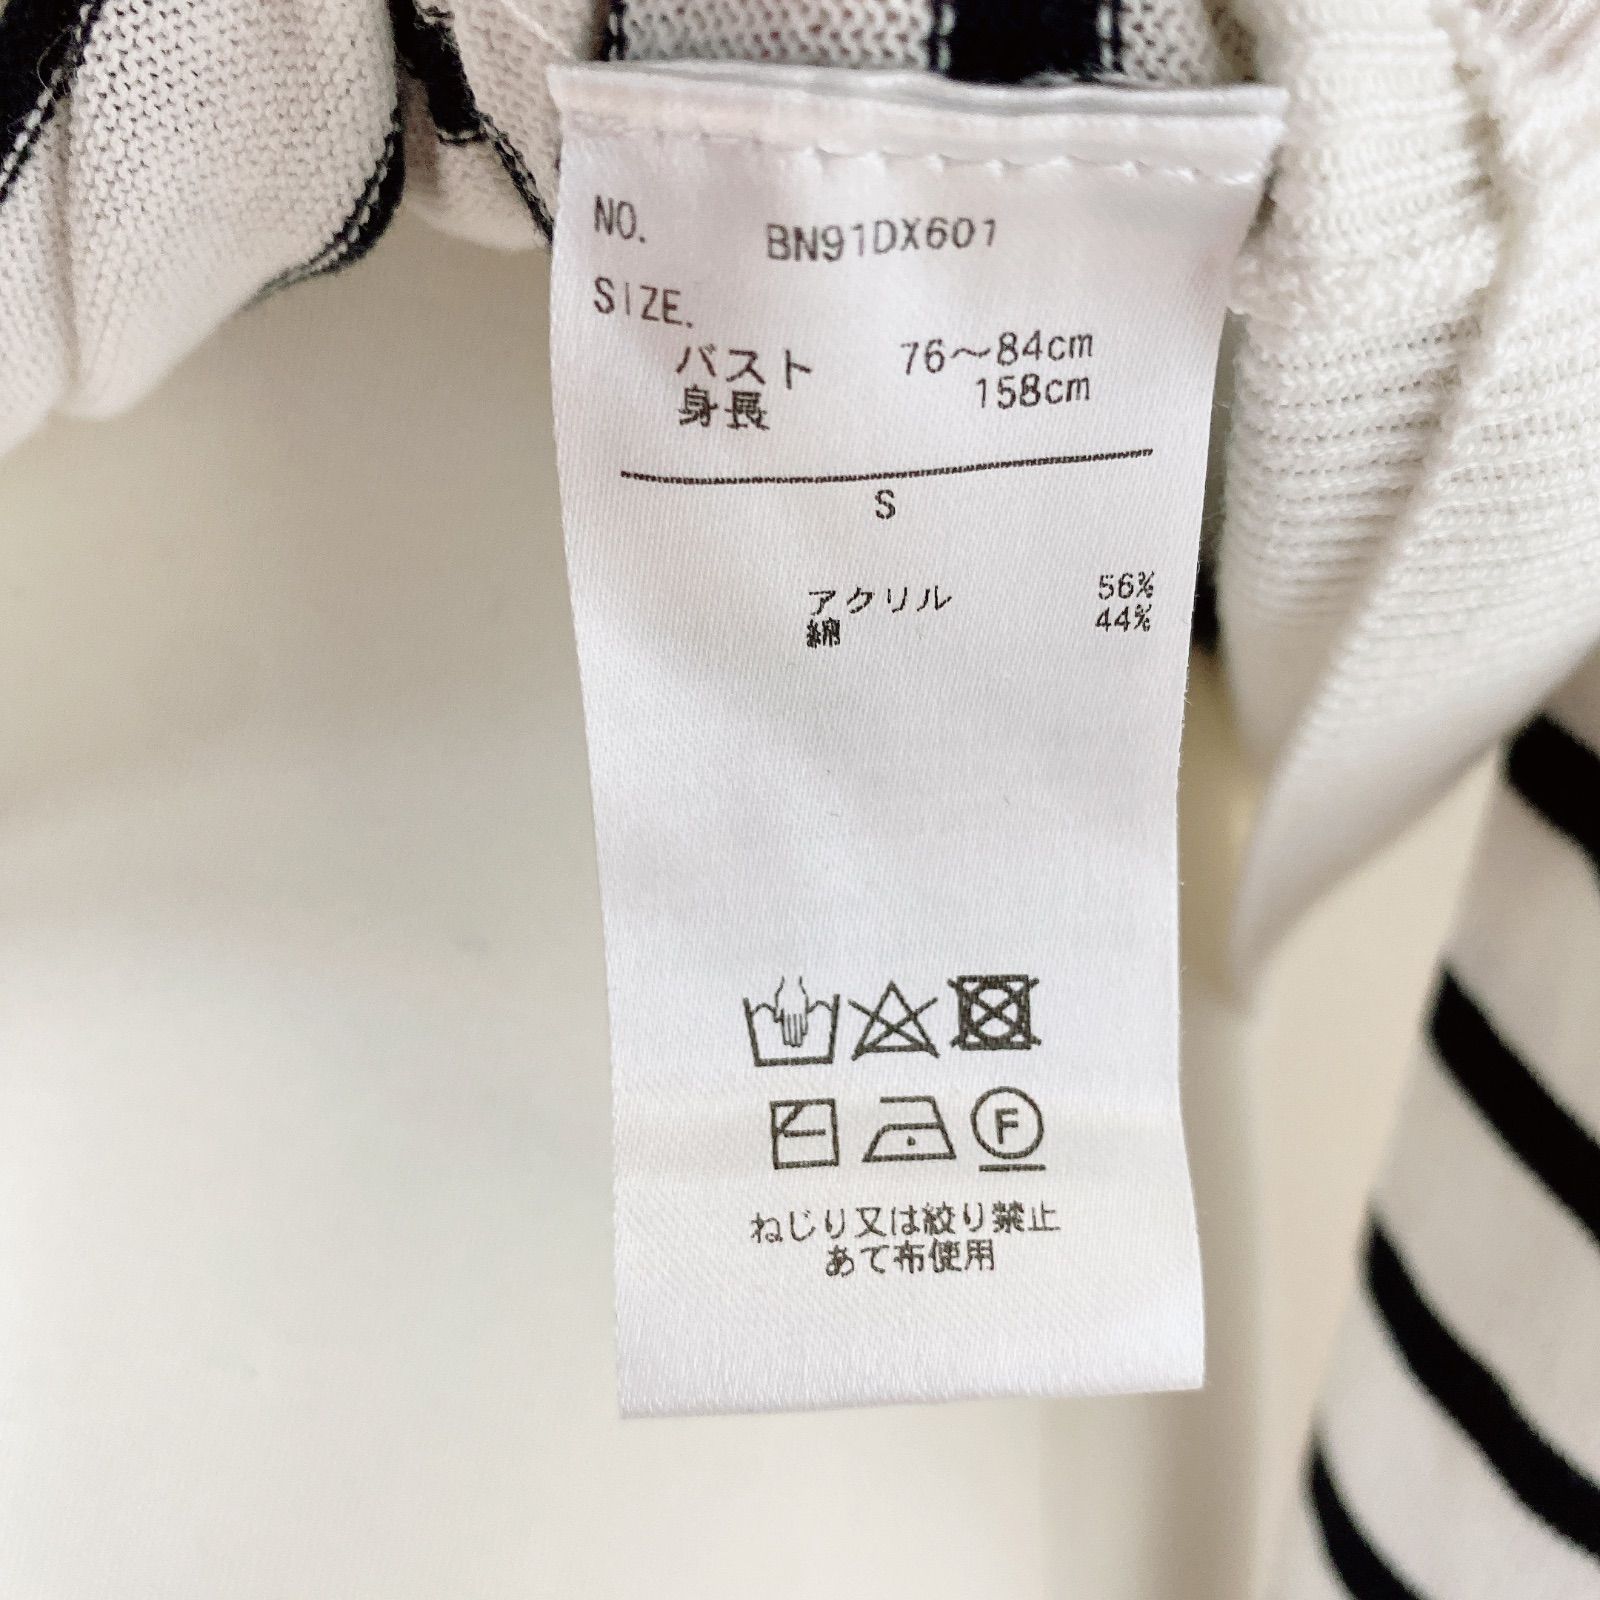 NO. BN91DX601
SIZE.
バスト 76〜84cm
身長 158cm
S
アクリル 56%
綿 44%
F
ねじり又は絞り禁止
あて布使用